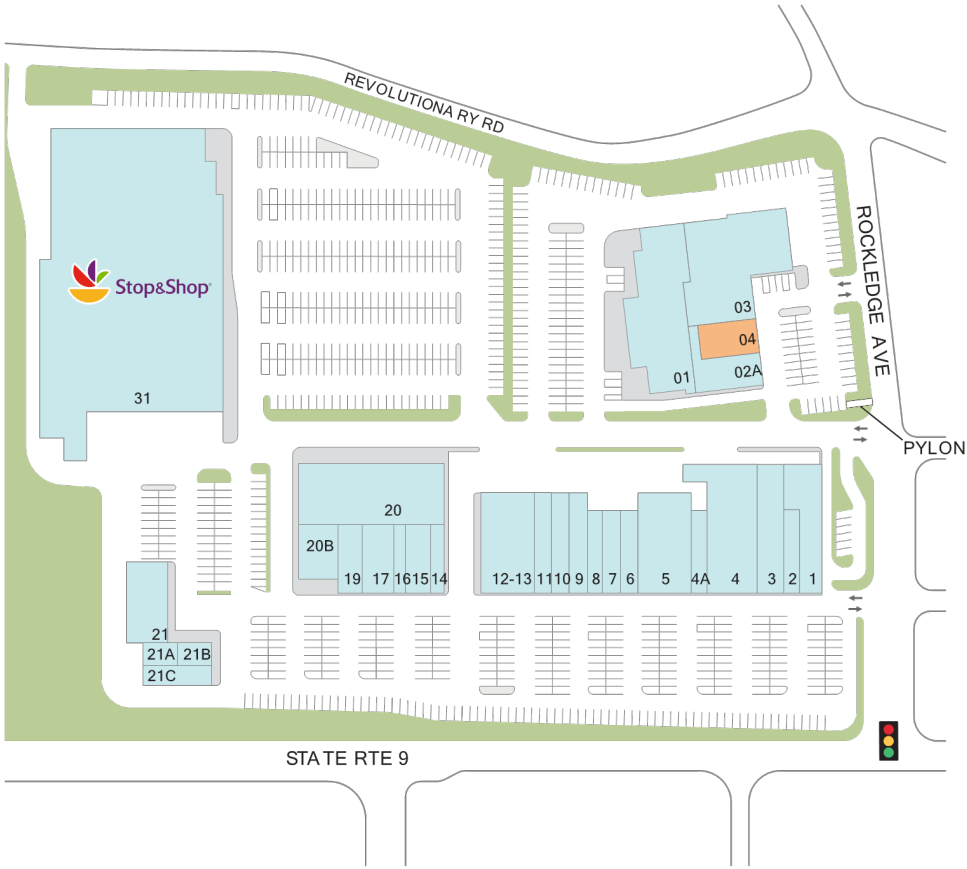 REVOLUTIONA RY RD
ROCKLEDGE AVE
Stop&Shop
31
03
04
02A
01
PYLON
20
20B
19
17
16
15
14
12-13
11
10
9
8
7
6
5
4A
4
3
2
1
21
21A
21B
21C
STATE RTE 9